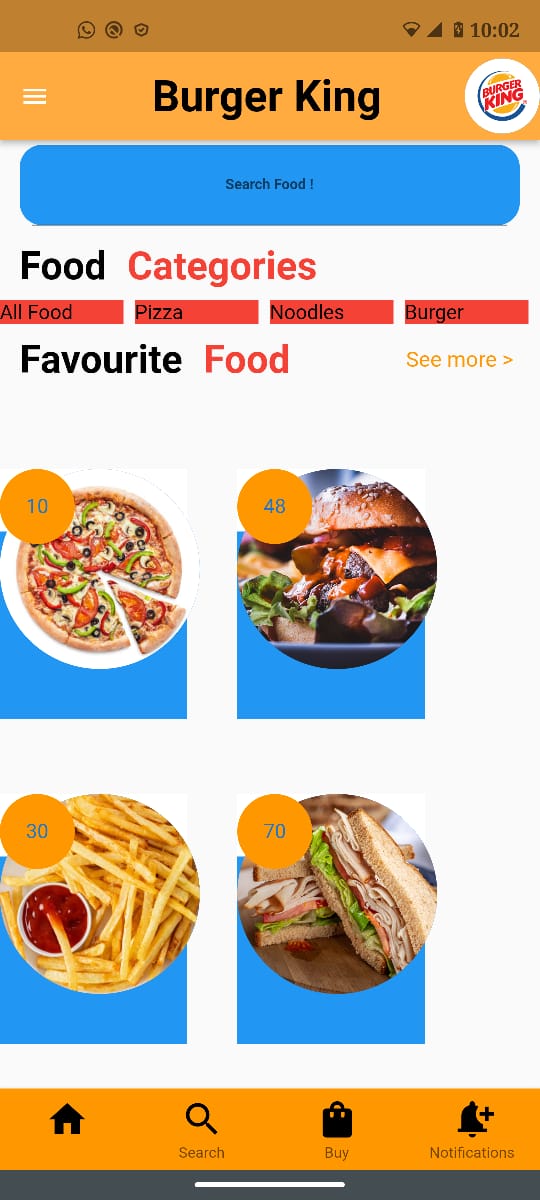 10:02
Burger King
BURGER
KING
Search Food !
Food Categories
All Food Pizza Noodles Burger
Favourite Food See more >
10 48
30 70
Search Buy Notifications